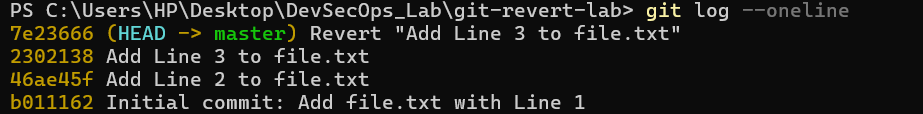 PS C:\Users\HP\Desktop\DevSecOps_Lab\git-revert-lab> git log --oneline
7e23666 (HEAD -> master) Revert "Add Line 3 to file.txt"
2302138 Add Line 3 to file.txt
46ae45f Add Line 2 to file.txt
b011162 Initial commit: Add file.txt with Line 1